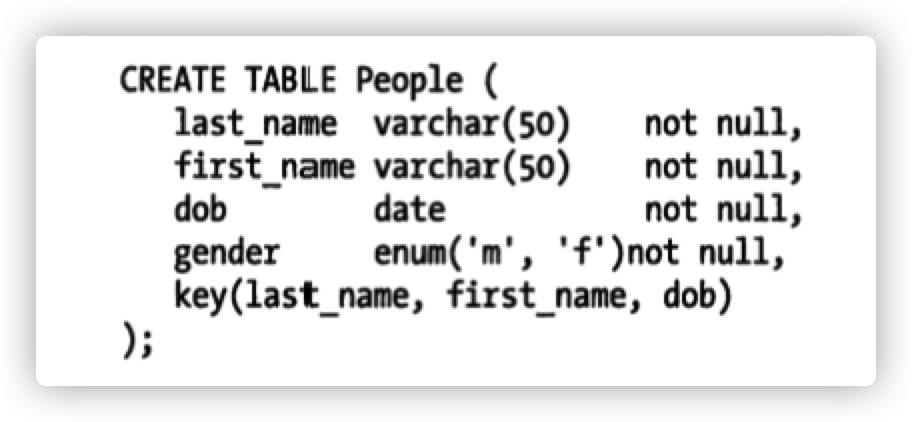 CREATE TABLE People (
last_name varchar(50) not null,
first_name varchar(50) not null,
dob date not null,
gender enum('m', 'f')not null,
key(last_name, first_name, dob)
);